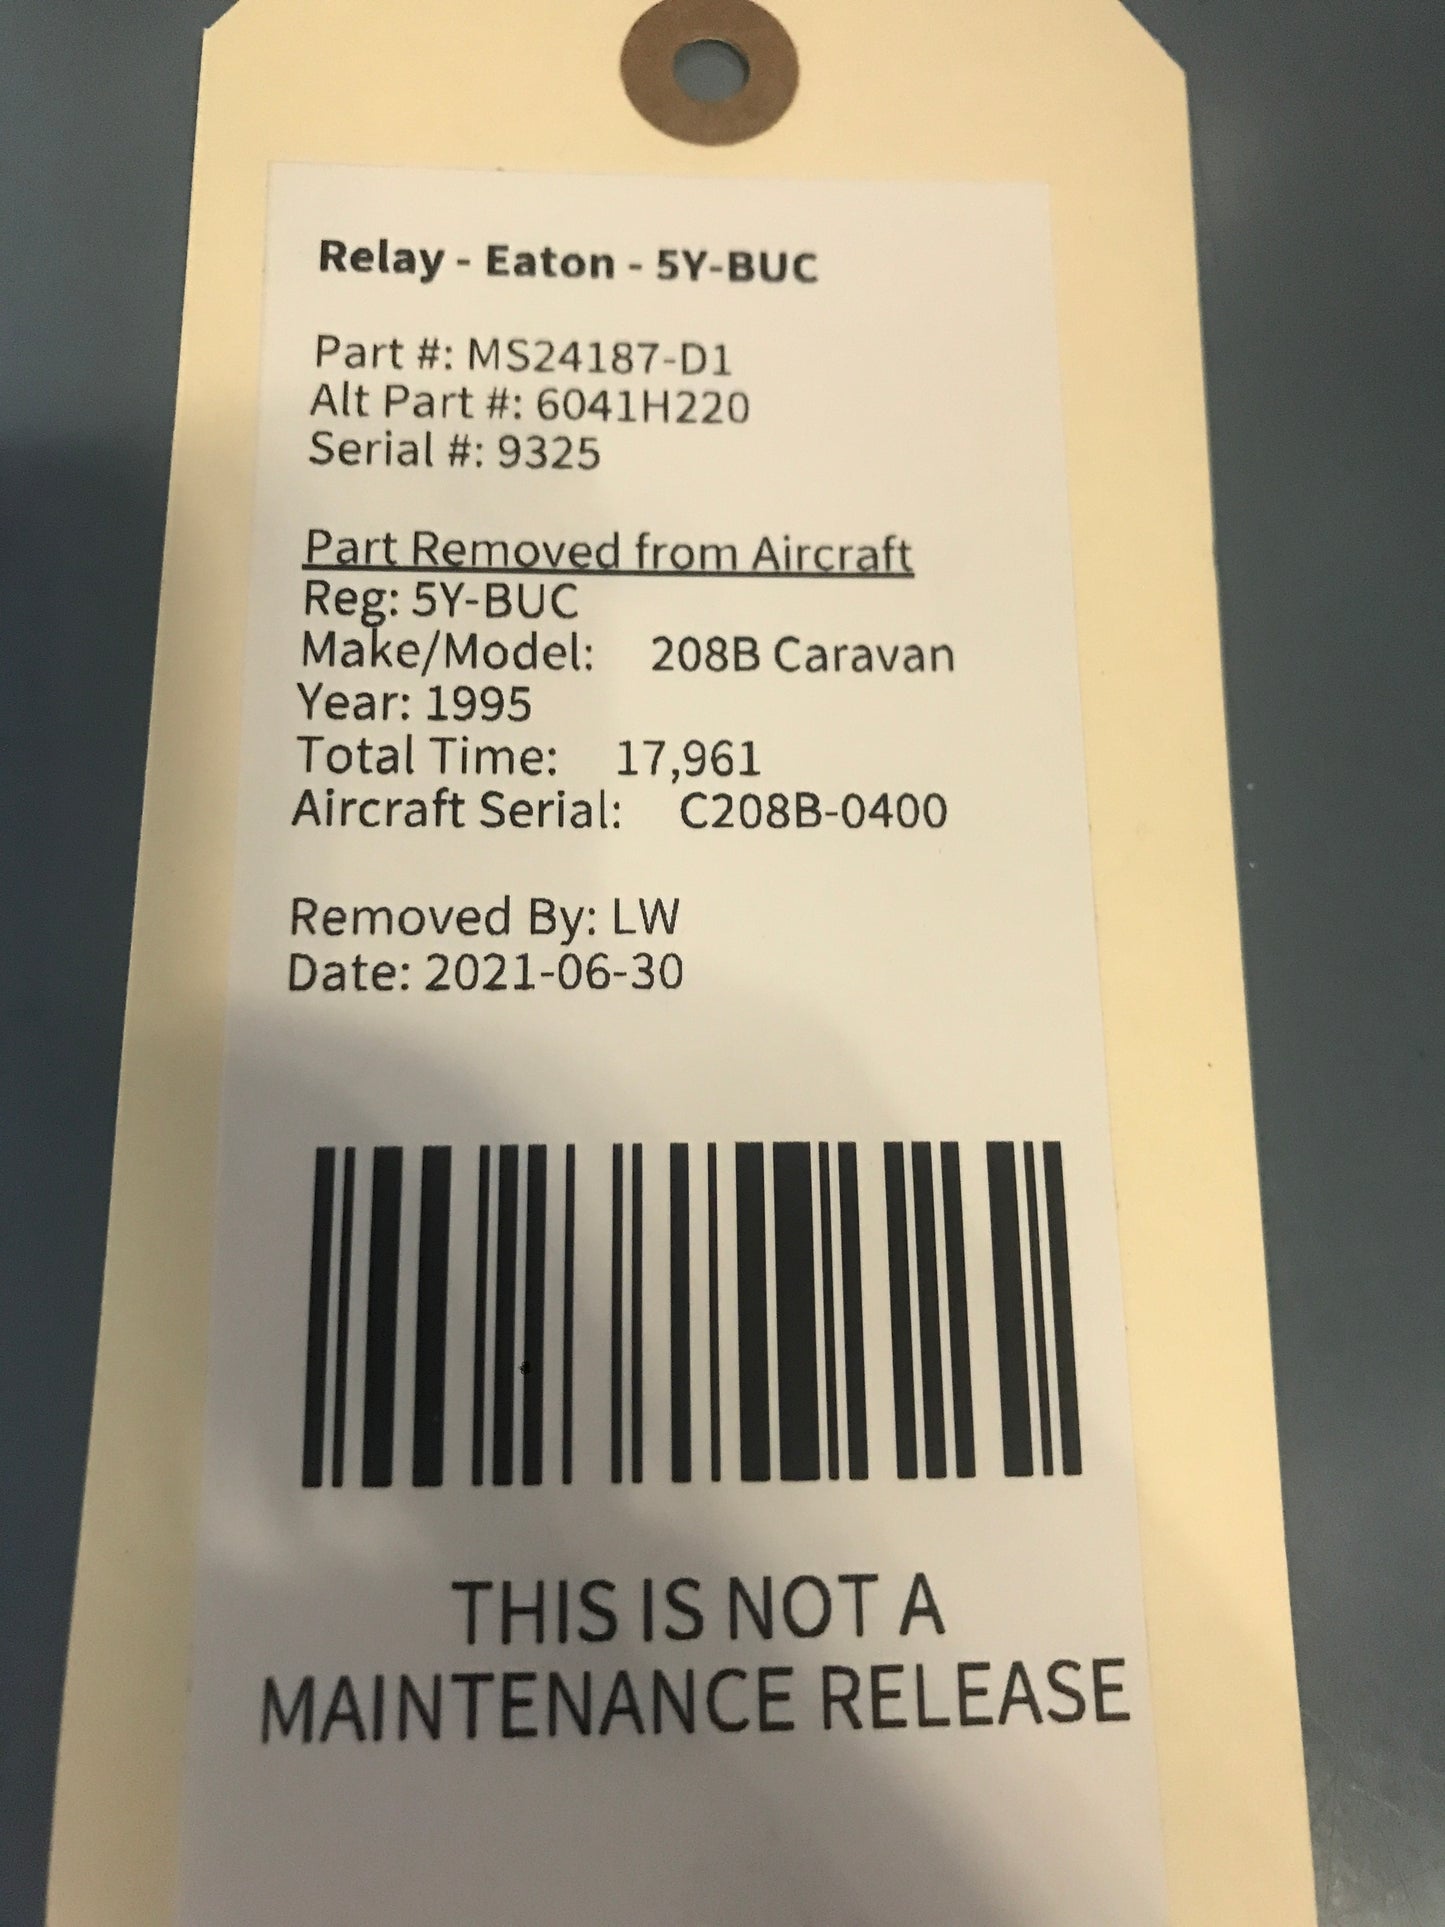 Relay - Eaton - 5Y-BUC
Part #: MS24187-D1
Alt Part #: 6041H220
Serial #: 9325
Part Removed from Aircraft
Reg: 5Y-BUC
Make/Model: 208B Caravan
Year: 1995
Total Time: 17,961
Aircraft Serial: C208B-0400
Removed By: LW
Date: 2021-06-30
THIS IS NOT A
MAINTENANCE RELEASE